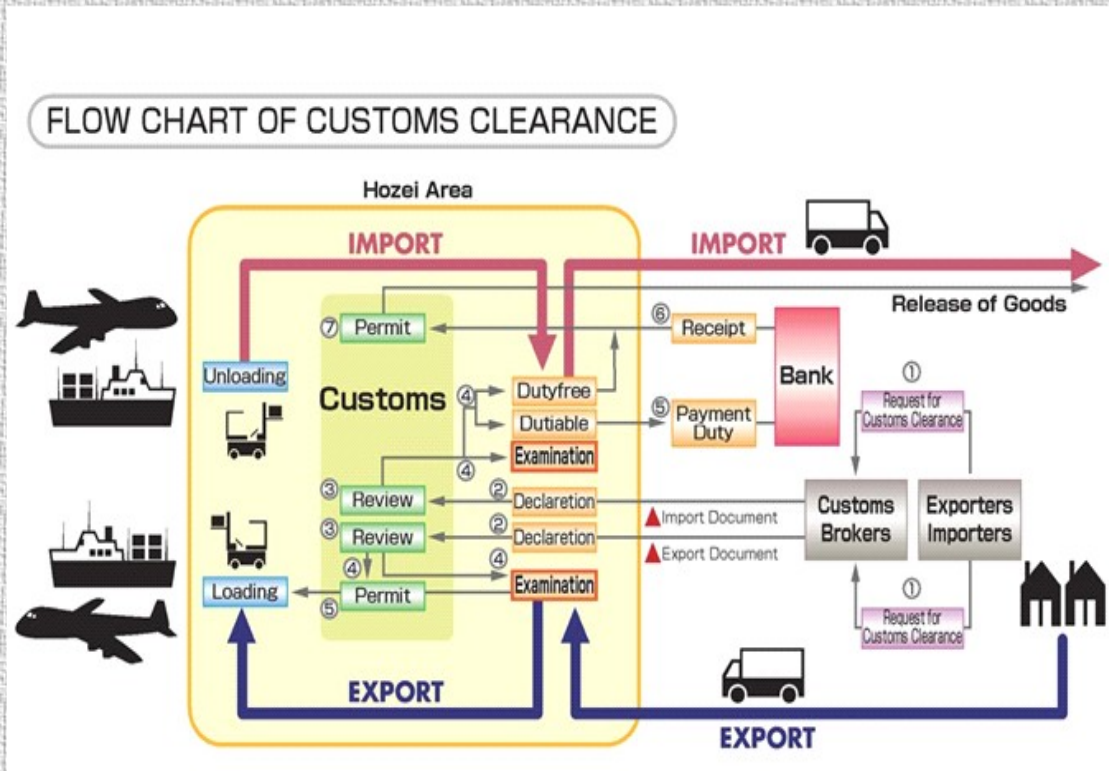 FLOW CHART OF CUSTOMS CLEARANCE
Hozei Area
IMPORT
IMPORT
Release of Goods
⑦ Permit
⑥ Receipt
Unloading
Customs
④ Dutyfree
Dutiable
④ Examination
⑤ Payment
Duty
Bank
①
Request for
Customs Clearance
③ Review
② Declaretion
▲Import Document
Customs
Brokers
Exporters
Importers
③ Review
② Declaretion
▲Export Document
④
④ Examination
Loading
⑤ Permit
①
Request for
Customs Clearance
EXPORT
EXPORT